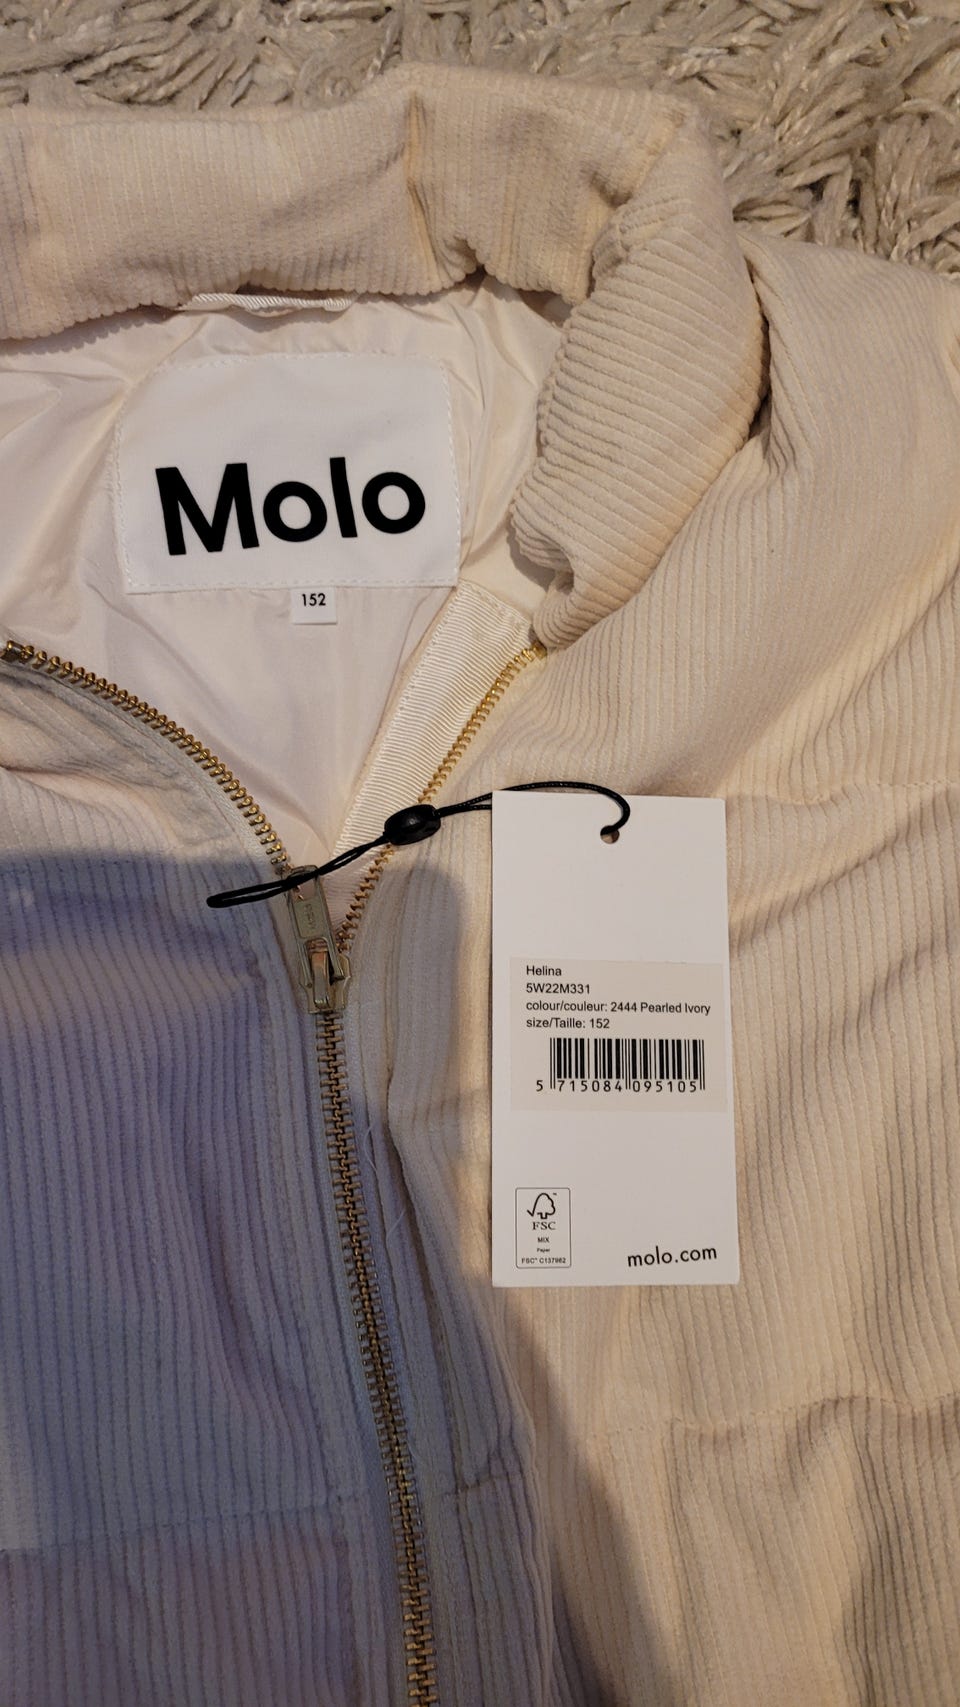 Molo
152
Helina
5W22M331
colour/couleur: 2444 Pearled Ivory
size/Taille: 152
5 715084 095105
FSC
MIX
Paper
FSC® C137962
molo.com